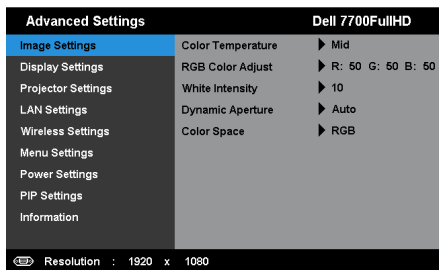 Advanced Settings Dell 7700FullHD
Image Settings Color Temperature Mid
Display Settings RGB Color Adjust R: 50 G: 50 B: 50
Projector Settings White Intensity 10
LAN Settings Dynamic Aperture Auto
Wireless Settings Color Space RGB
Menu Settings
Power Settings
PIP Settings
Information
Resolution : 1920 x 1080